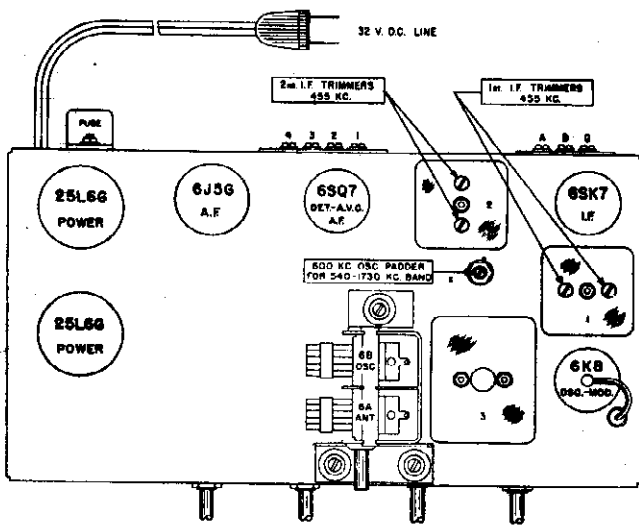 32 V. D.C. LINE
2ND. I.F. TRIMMERS
455 KC.
1ST. I.F. TRIMMERS
455 KC.
FUSE
4 3 2 1
A D G
25L6G
POWER
6J5G
A.F.
6SQ7
DET.-A.V.C.
A.F.
2
6SK7
I.F.
600 KC OSC PADDER
FOR 540-1730 KC. BAND
1
25L6G
POWER
6B
OSC
6A
ANT.
3
6K8
OSC.-MOD.